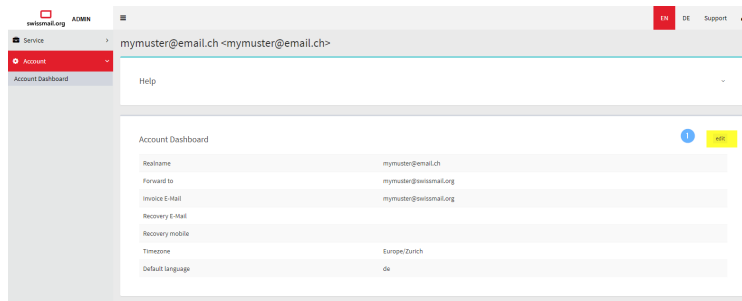 swissmail.org ADMIN
EN DE Support
Service
mymuster@email.ch <mymuster@email.ch>
Account
Account Dashboard
Help
Account Dashboard
1 edit
Realname mymuster@email.ch
Forward to mymuster@swissmail.org
Invoice E-Mail mymuster@swissmail.org
Recovery E-Mail
Recovery mobile
Timezone Europe/Zurich
Default language de